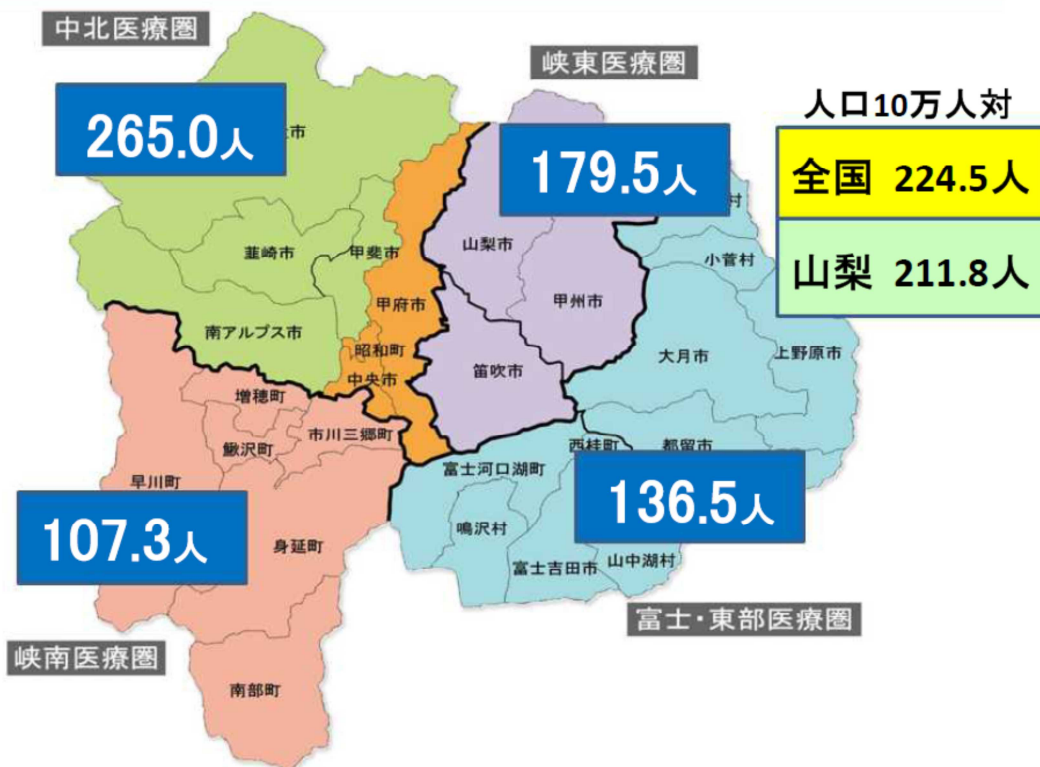 中北医療圏
峡東医療圏
人口10万人対
265.0人
市
179.5人
全国 224.5人
村
山梨市
韮崎市
甲斐市
小菅村
山梨 211.8人
甲府市
甲州市
南アルプス市
昭和町
中央市
笛吹市
大月市
上野原市
増穂町
市川三郷町
鰍沢町
西桂町
都留市
富士河口湖町
早川町
136.5人
107.3人
身延町
鳴沢村
富士吉田市
山中湖村
富士・東部医療圏
峡南医療圏
南部町